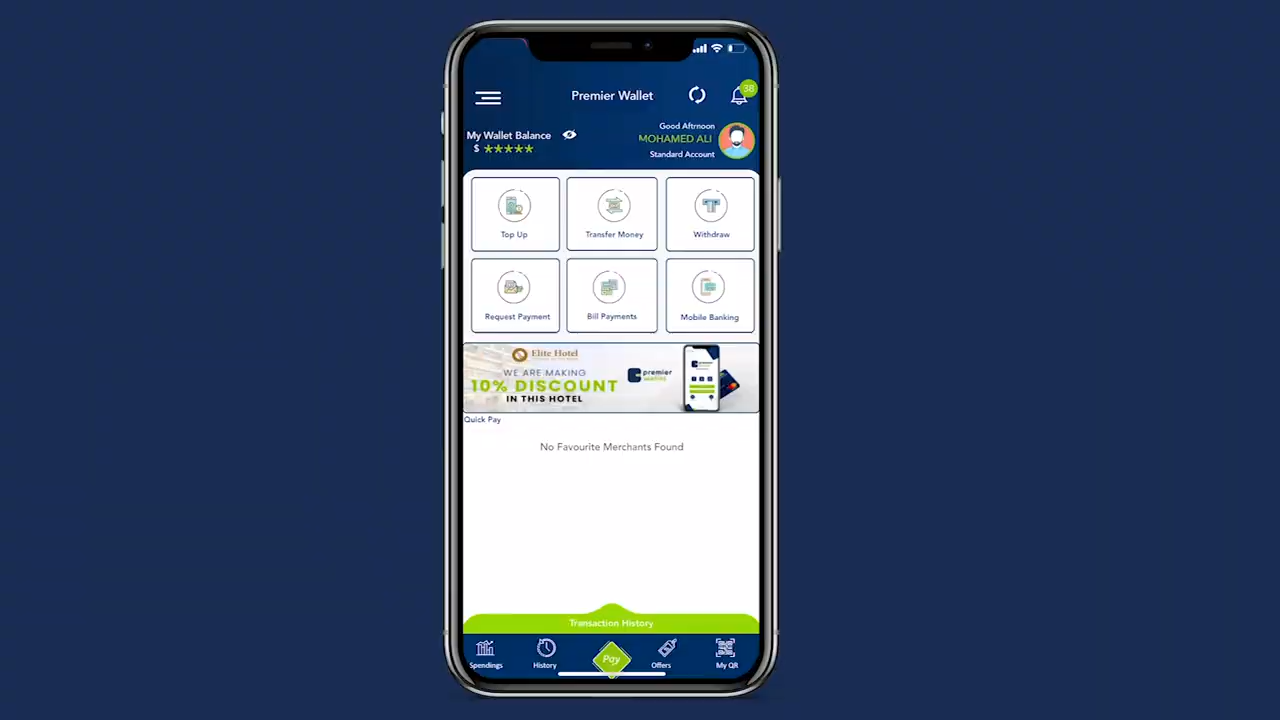 Premier Wallet
38
My Wallet Balance
$ *****
Good Aftrnoon
MOHAMED ALI
Standard Account
Top Up
Transfer Money
Withdraw
Request Payment
Bill Payments
Mobile Banking
Elite Hotel
WE ARE MAKING
10% DISCOUNT
IN THIS HOTEL
premier
Quick Pay
No Favourite Merchants Found
Transaction History
Spendings
History
Pay
Offers
My QR